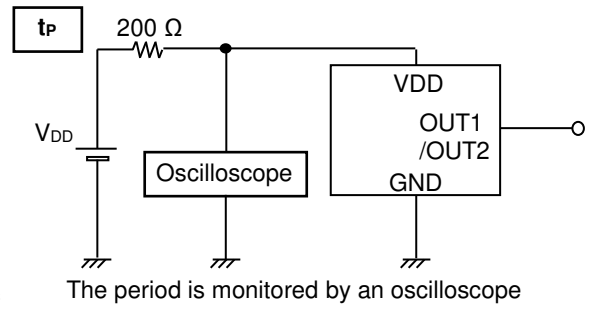 tP
200 Ω
VDD
Oscilloscope
VDD
OUT1
/OUT2
GND
The period is monitored by an oscilloscope